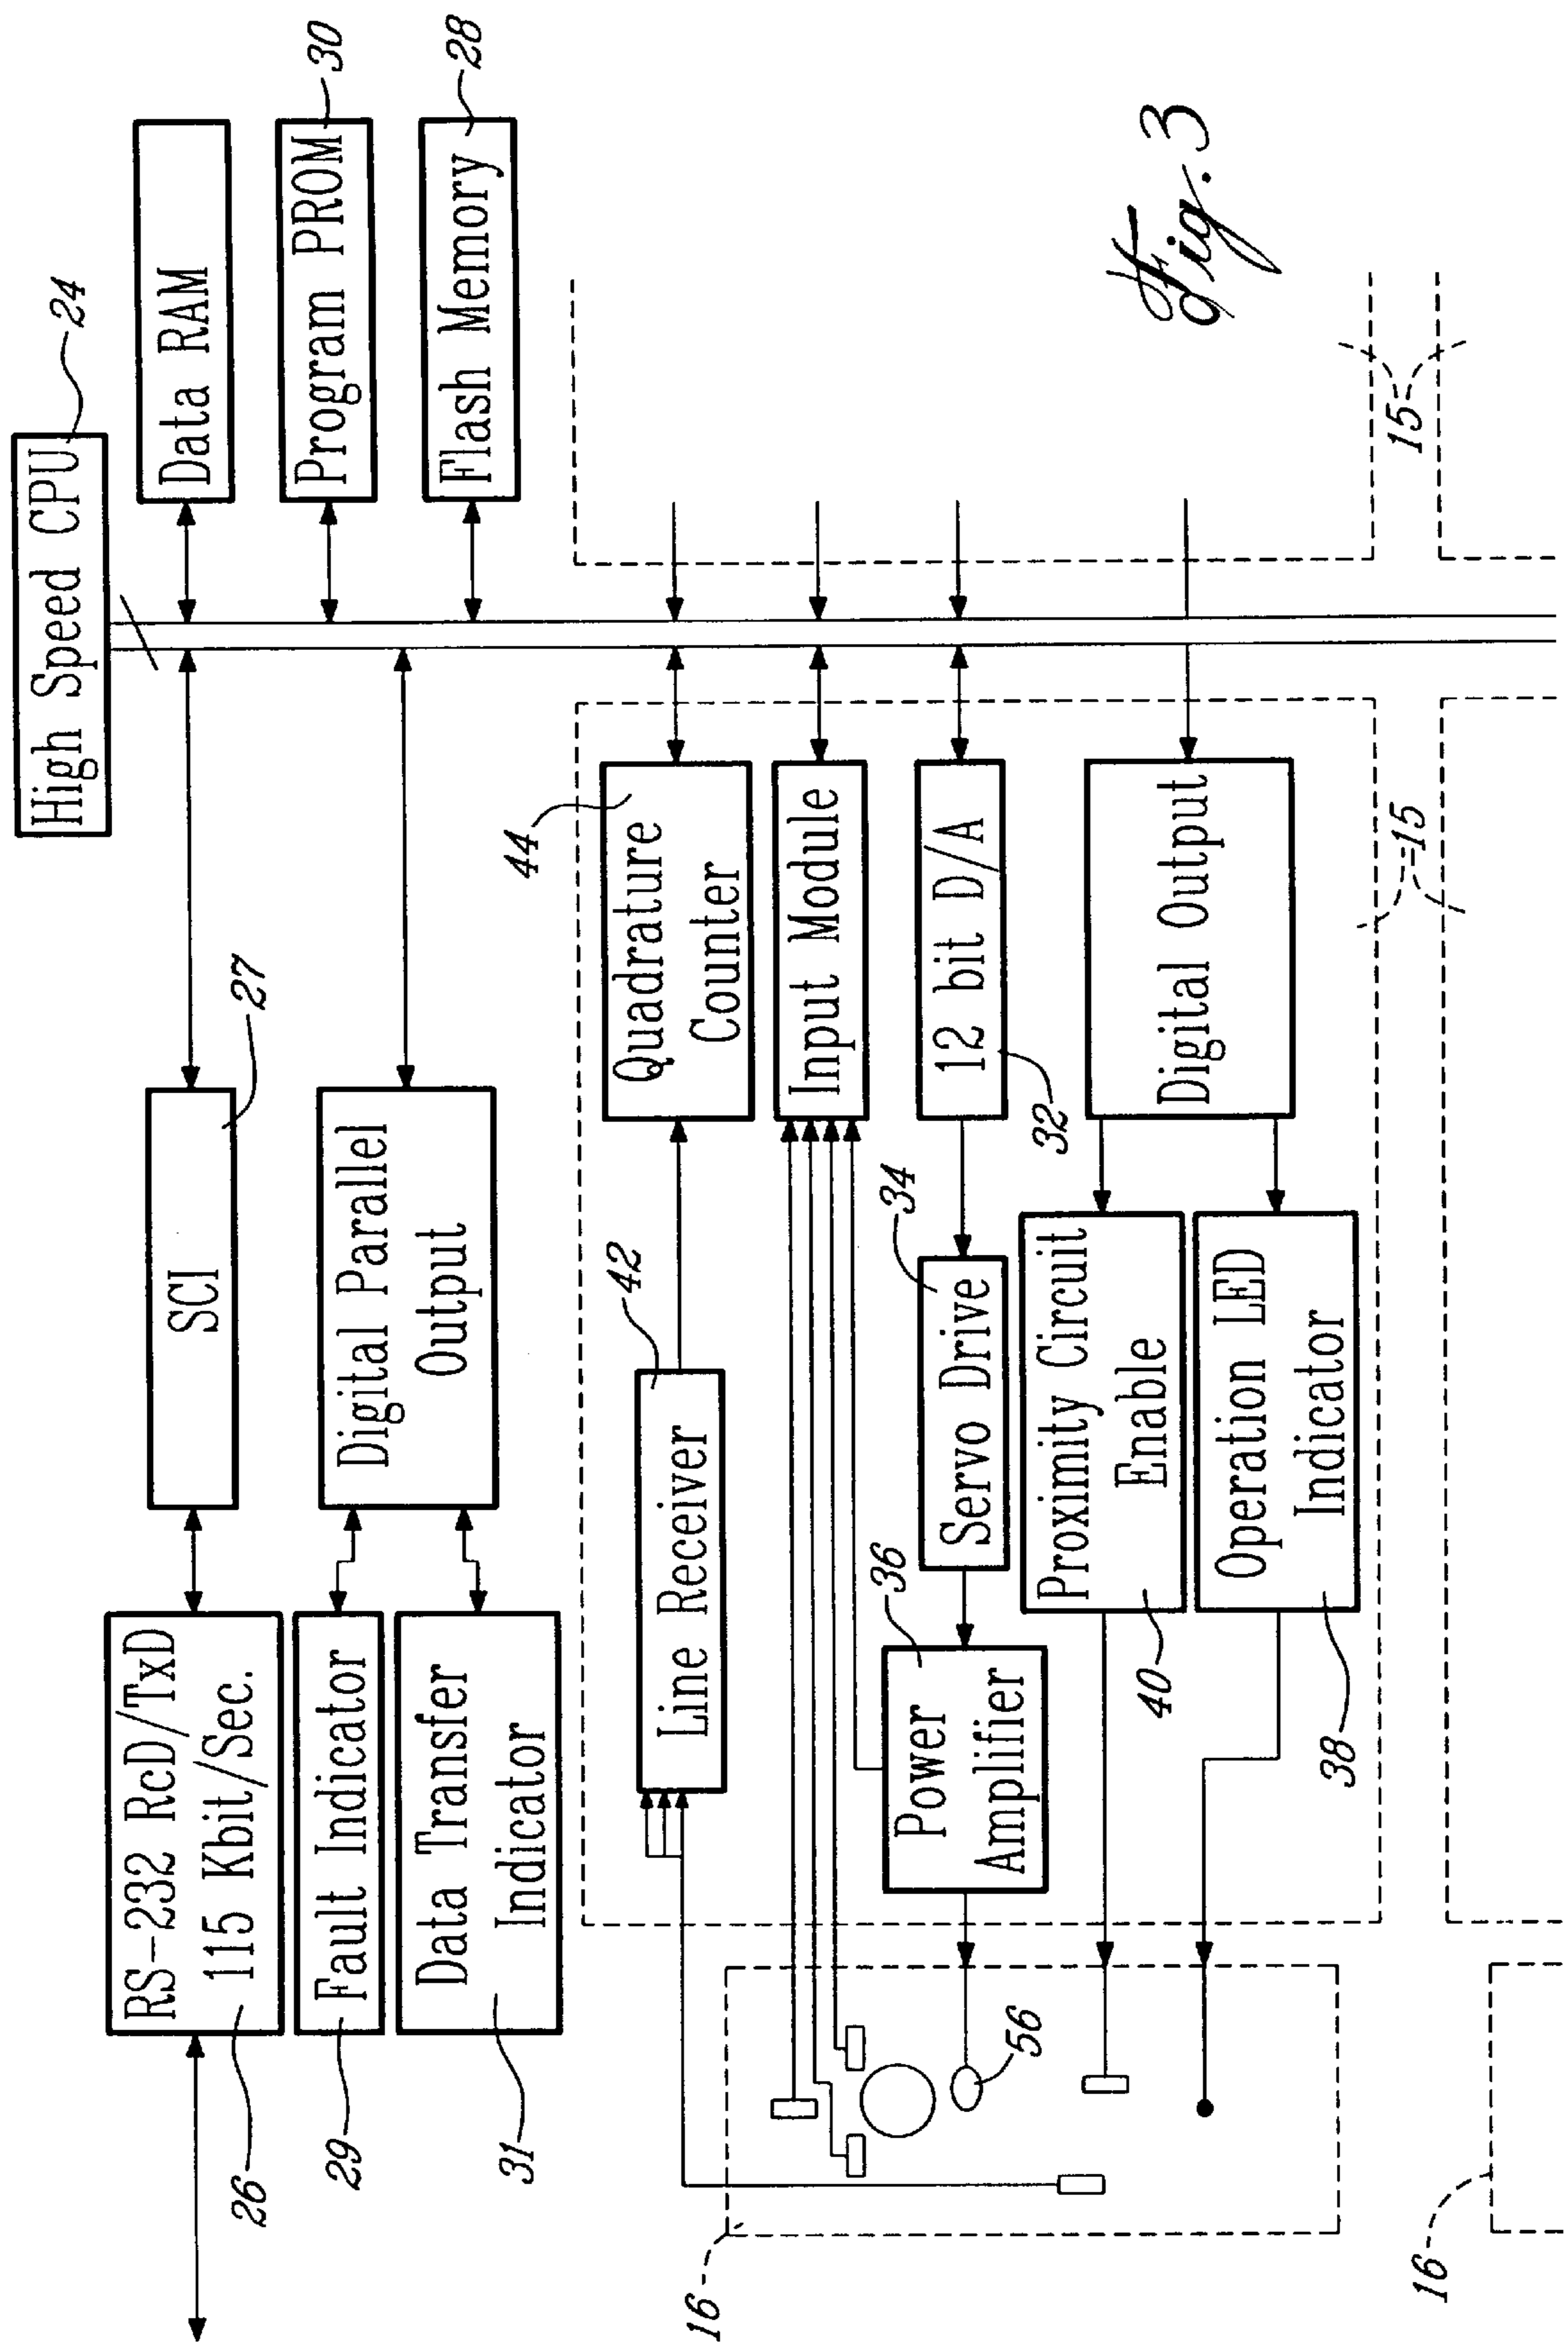 High Speed CPU
24
Data RAM
Program PROM
30
Flash Memory
28
RS-232 RcD/TxD
115 Kbit/Sec.
26
SCI
27
Fault Indicator
29
Data Transfer
Indicator
31
Digital Parallel
Output
Line Receiver
42
Quadrature
Counter
44
Input Module
12 bit D/A
32
Servo Drive
34
Power
Amplifier
36
Digital Output
Proximity Circuit
Enable
40
Operation LED
Indicator
38
56
16
16
15
15
Fig. 3